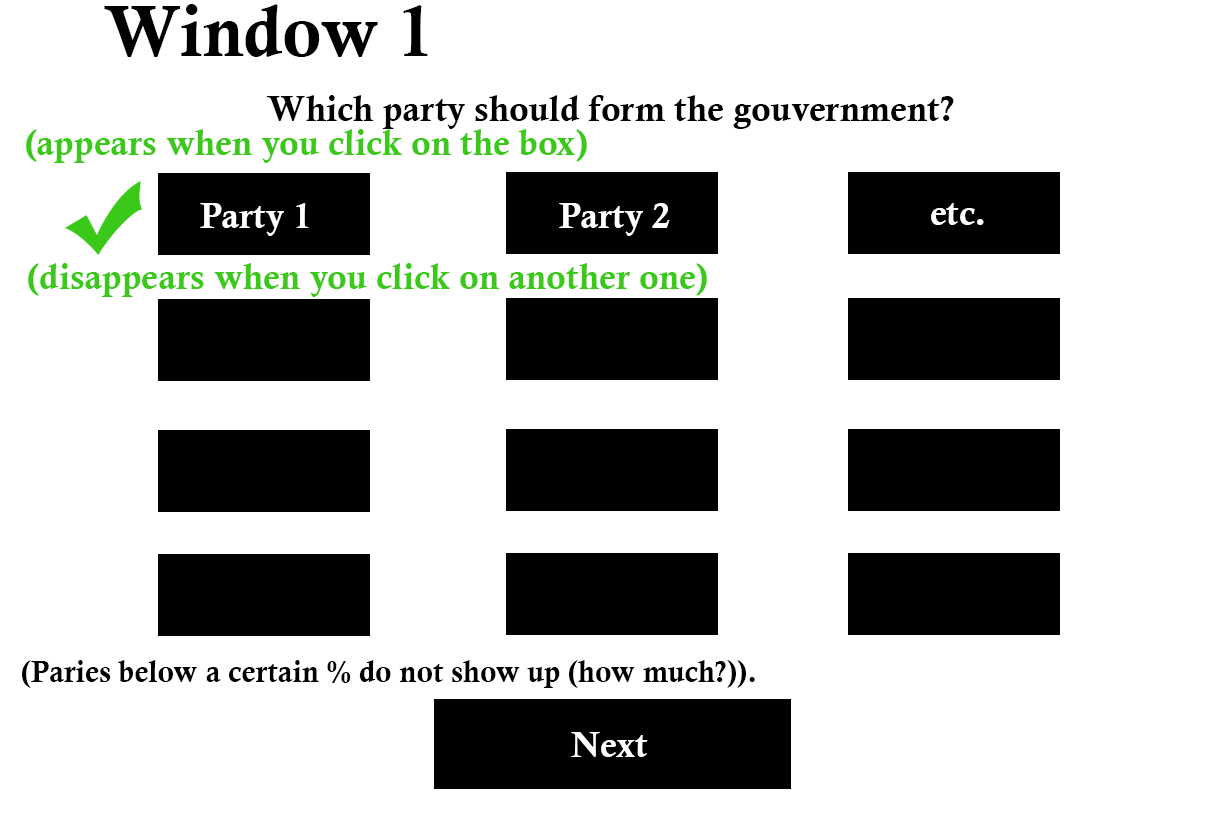 Window 1
Which party should form the gouvernment?
(appears when you click on the box)
Party 1
Party 2
etc.
(disappears when you click on another one)
(Paries below a certain % do not show up (how much?)).
Next